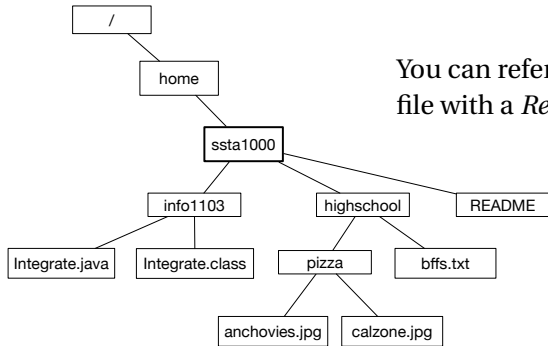 /
home
You can refer
file with a Re
ssta1000
info1103
highschool
README
Integrate.java
Integrate.class
pizza
bffs.txt
anchovies.jpg
calzone.jpg